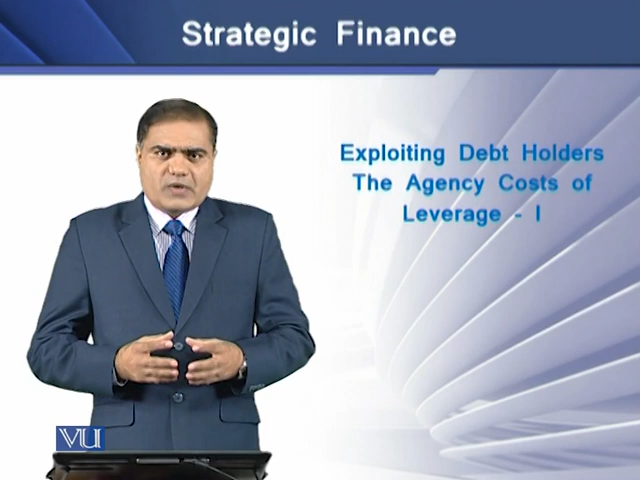 Strategic Finance
Exploiting Debt Holders
The Agency Costs of
Leverage - I
VU